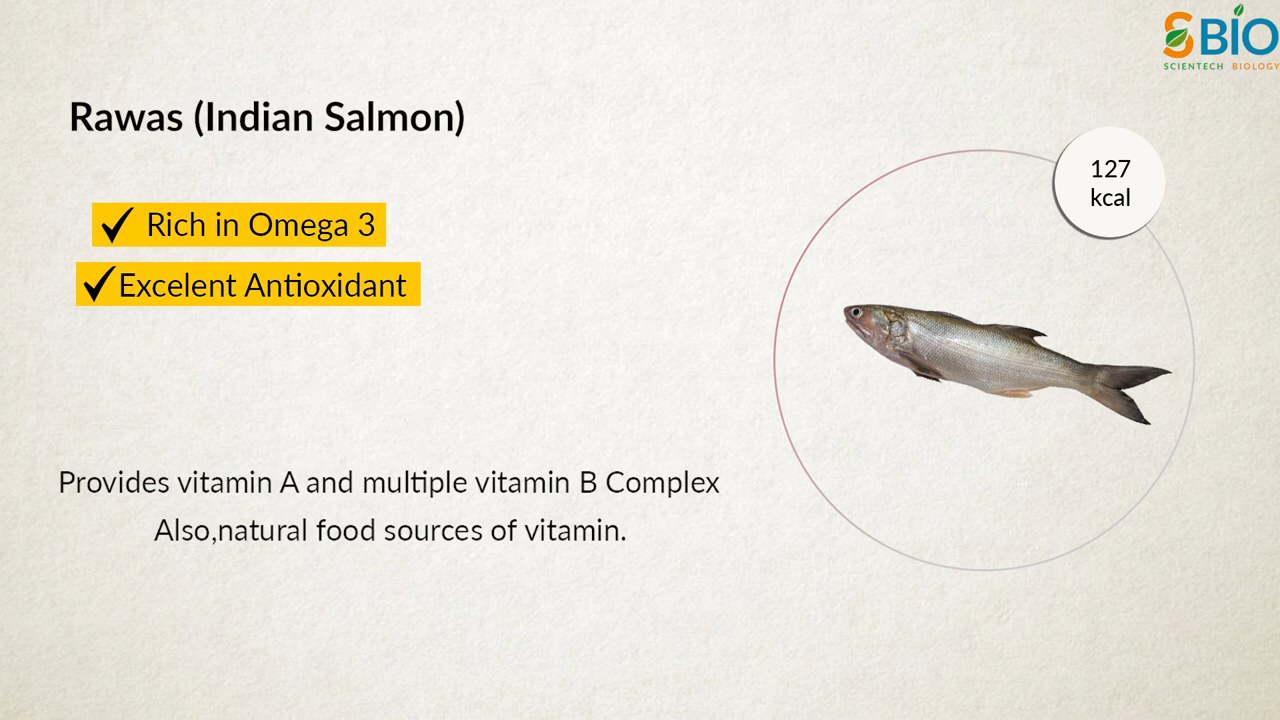 SBIO
SCIENTECH BIOLOGY
Rawas (Indian Salmon)
127
kcal
✔ Rich in Omega 3
✔Excelent Antioxidant
Provides vitamin A and multiple vitamin B Complex
Also,natural food sources of vitamin.